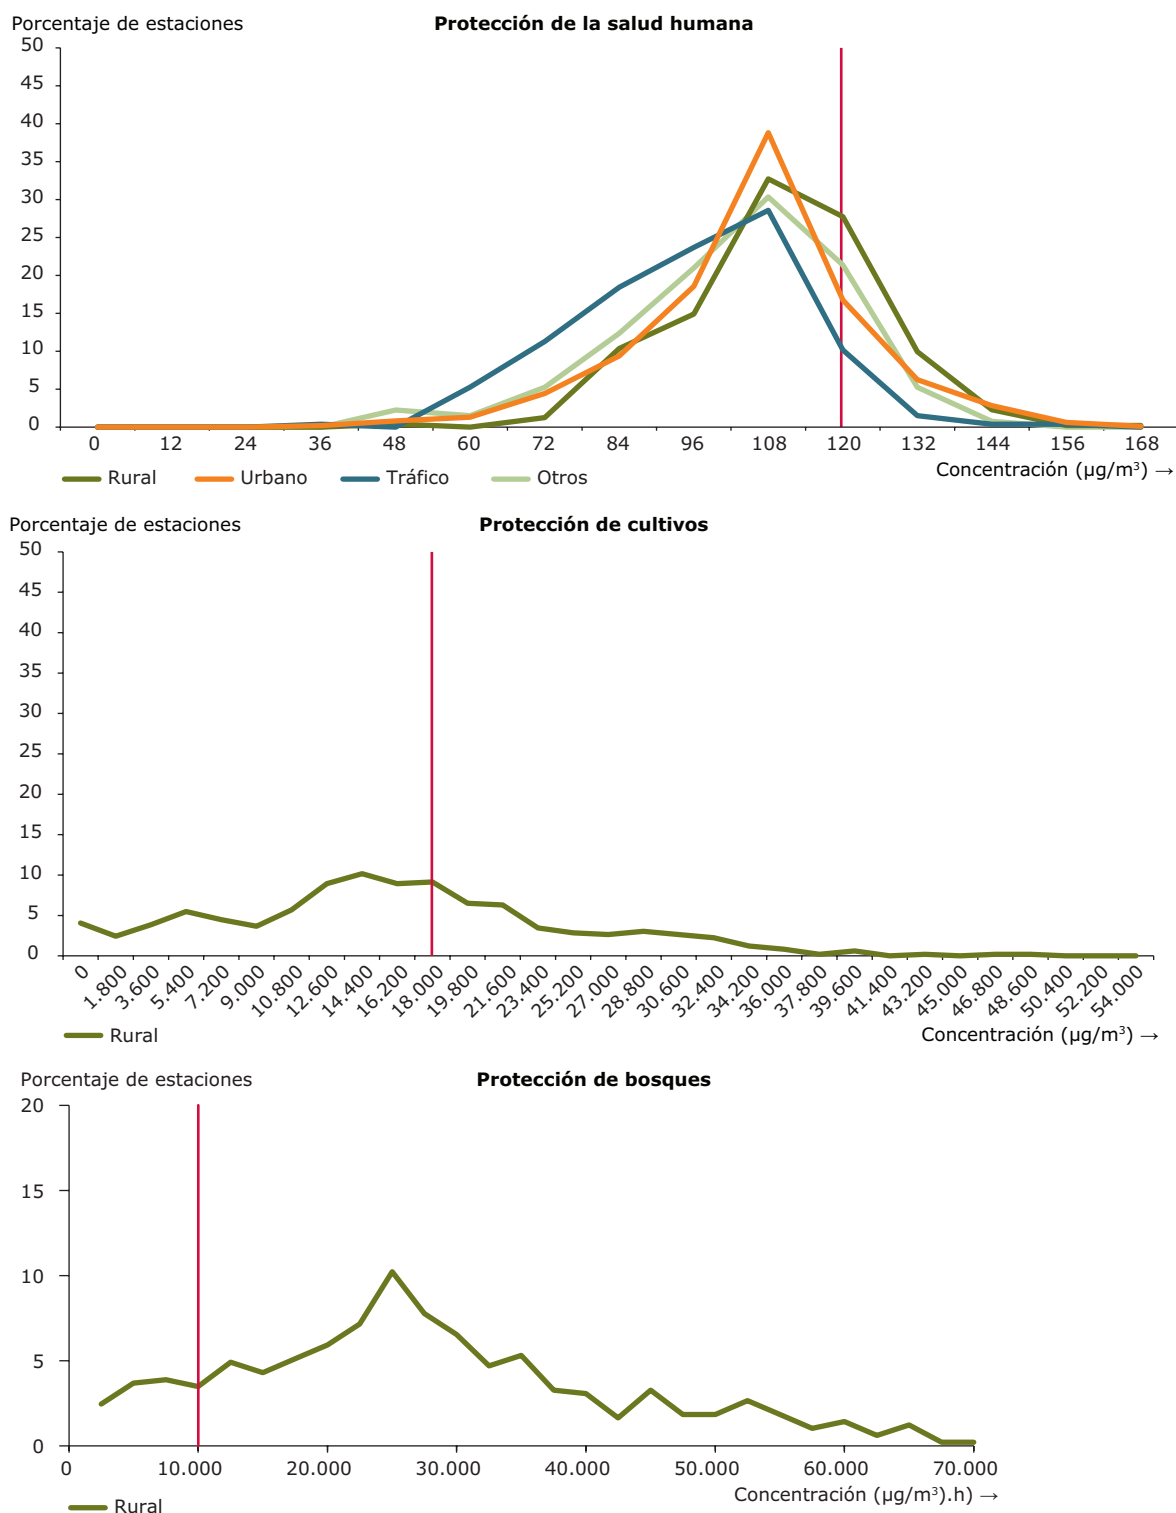 Porcentaje de estaciones
Protección de la salud humana
50
45
40
35
30
25
20
15
10
5
0
0 12 24 36 48 60 72 84 96 108 120 132 144 156 168
Concentración (µg/m³) →
Rural Urbano Tráfico Otros
Porcentaje de estaciones
Protección de cultivos
50
45
40
35
30
25
20
15
10
5
0
0 1.800 3.600 5.400 7.200 9.000 10.800 12.600 14.400 16.200 18.000 19.800 21.600 23.400 25.200 27.000 28.800 30.600 32.400 34.200 36.000 37.800 39.600 41.400 43.200 45.000 46.800 48.600 50.400 52.200 54.000
Rural
Concentración (µg/m³) →
Porcentaje de estaciones
Protección de bosques
20
15
10
5
0
0 10.000 20.000 30.000 40.000 50.000 60.000 70.000
Concentración (µg/m³).h) →
Rural